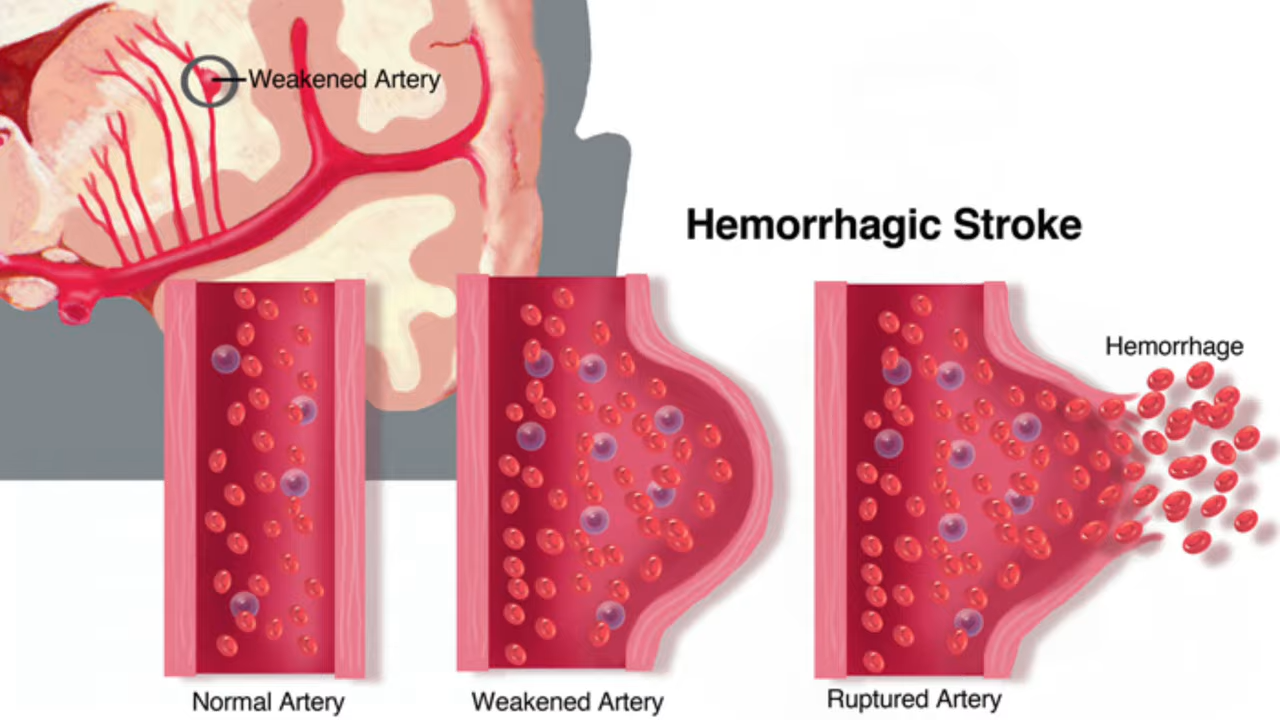 Weakened Artery
Hemorrhagic Stroke
Hemorrhage
Normal Artery
Weakened Artery
Ruptured Artery